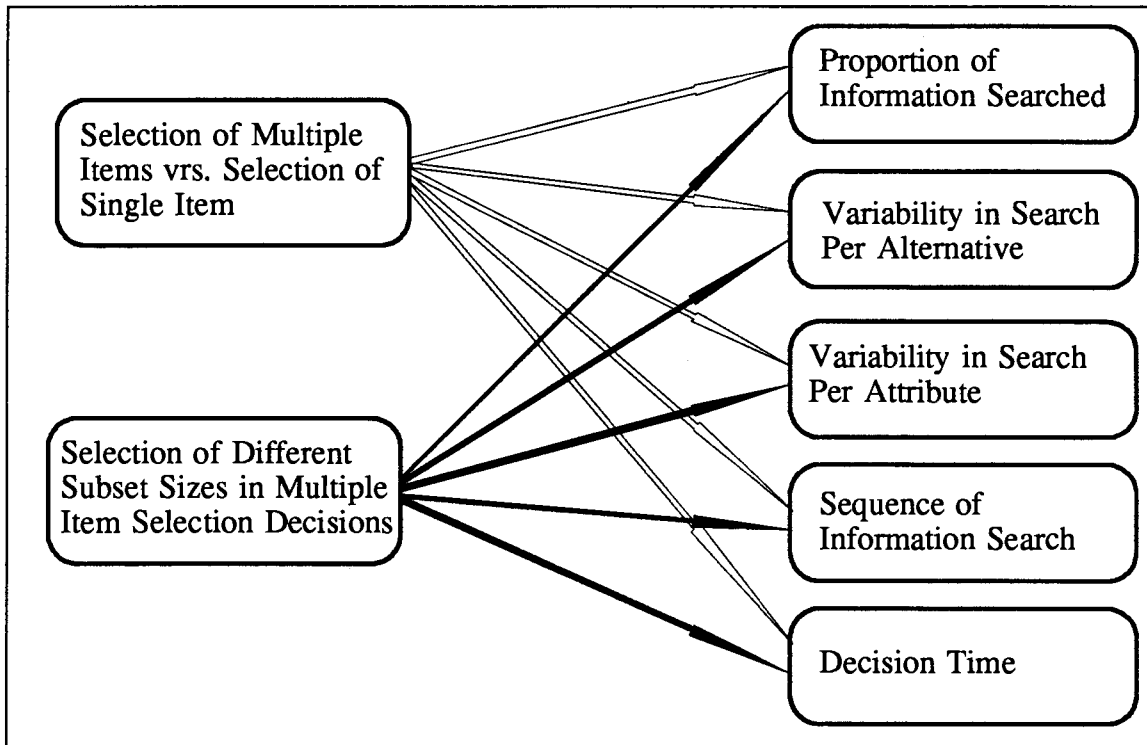 Selection of Multiple
Items vrs. Selection of
Single Item
Selection of Different
Subset Sizes in Multiple
Item Selection Decisions
Proportion of
Information Searched
Variability in Search
Per Alternative
Variability in Search
Per Attribute
Sequence of
Information Search
Decision Time